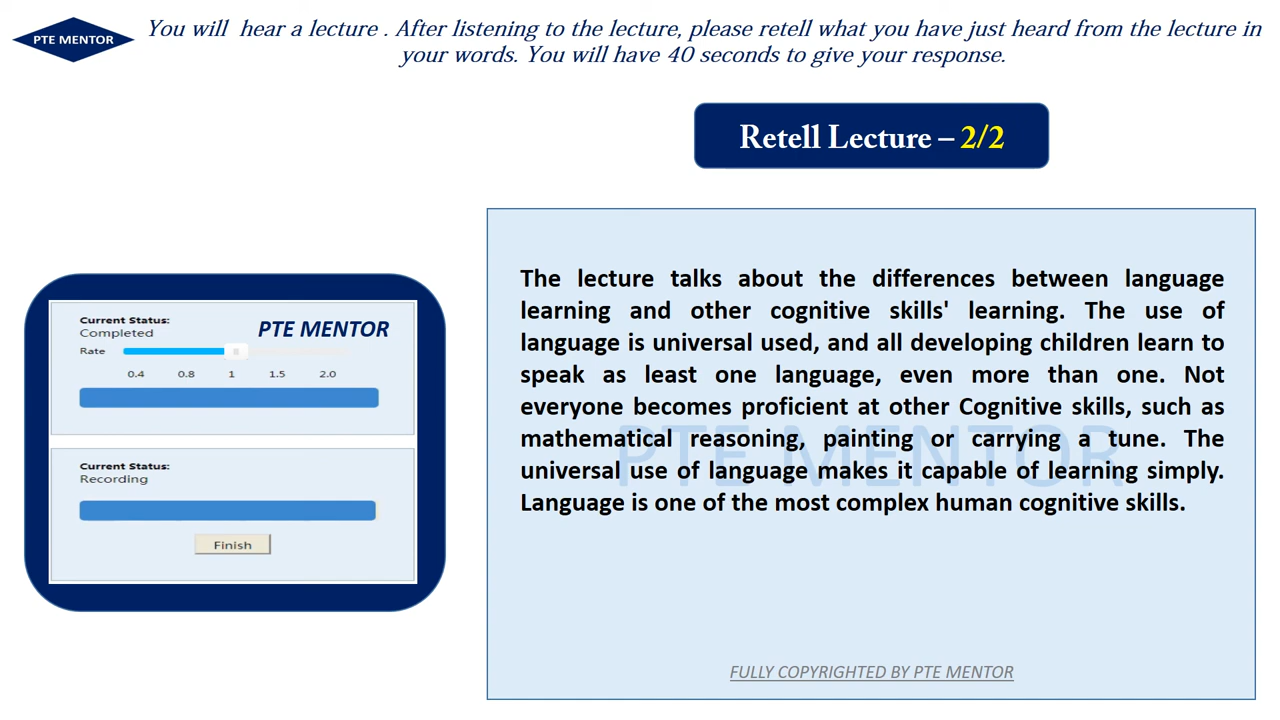 PTE MENTOR
You will hear a lecture . After listening to the lecture, please retell what you have just heard from the lecture in
your words. You will have 40 seconds to give your response.
Retell Lecture – 2/2
Current Status:
Completed
PTE MENTOR
Rate
0.4 0.8 1 1.5 2.0
Current Status:
Recording
Finish
The lecture talks about the differences between language
learning and other cognitive skills' learning. The use of
language is universal used, and all developing children learn to
speak as least one language, even more than one. Not
everyone becomes proficient at other Cognitive skills, such as
mathematical reasoning, painting or carrying a tune. The
universal use of language makes it capable of learning simply.
Language is one of the most complex human cognitive skills.
PTE MENTOR
FULLY COPYRIGHTED BY PTE MENTOR